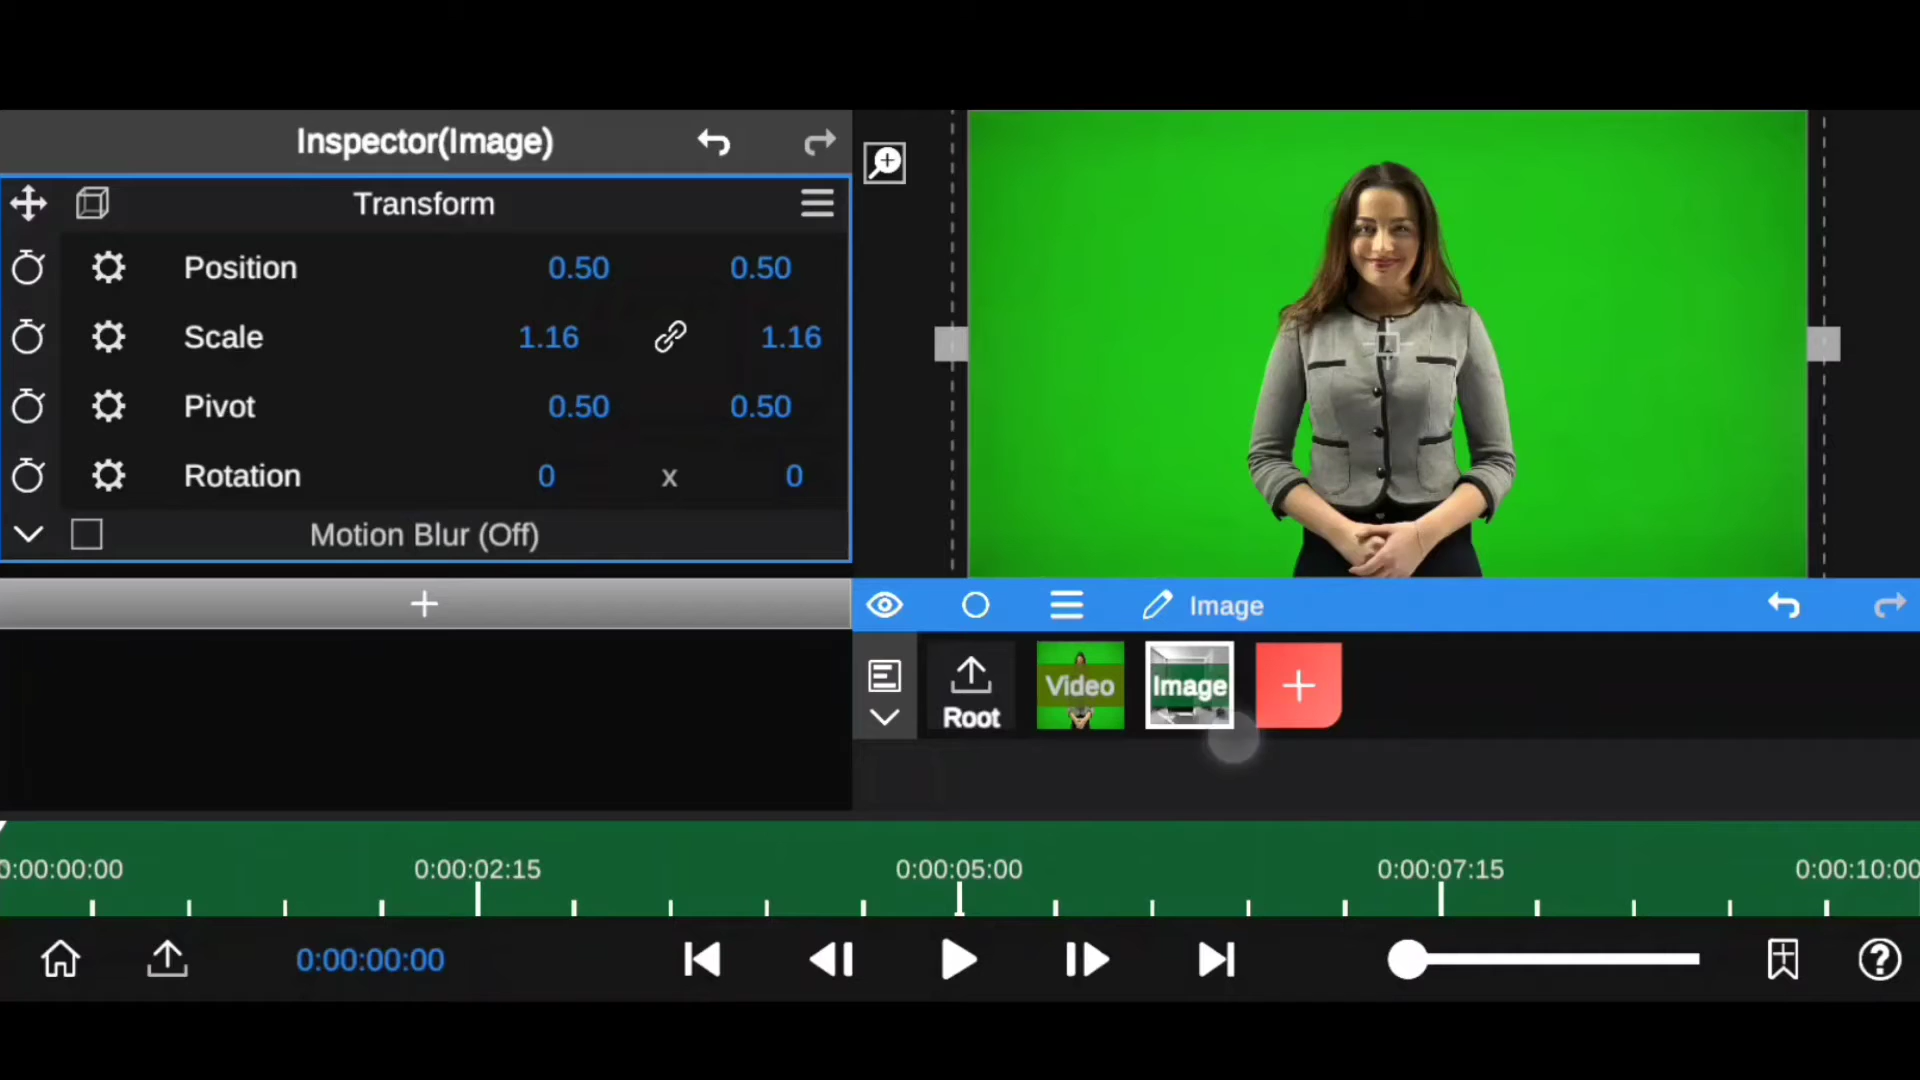 Inspector(Image)
Transform
Position 0.50 0.50
Scale 1.16 1.16
Pivot 0.50 0.50
Rotation 0 x 0
Motion Blur (Off)
Image
Root Video Image
0:00:00:00 0:00:02:15 0:00:05:00 0:00:07:15 0:00:10:00
0:00:00:00